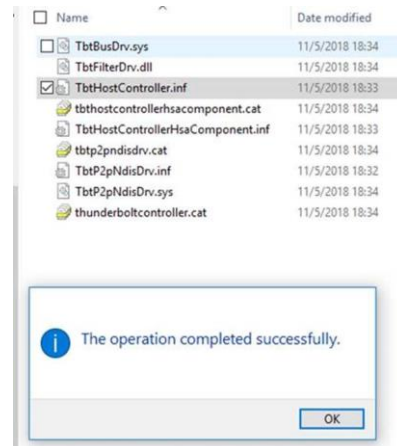 Name Date modified
TbtBusDrv.sys 11/5/2018 18:34
TbtFilterDrv.dll 11/5/2018 18:34
TbtHostController.inf 11/5/2018 18:33
tbthostcontrollerhsacomponent.cat 11/5/2018 18:34
TbtHostControllerHsaComponent.inf 11/5/2018 18:33
tbtp2pndisdrv.cat 11/5/2018 18:34
TbtP2pNdisDrv.inf 11/5/2018 18:32
TbtP2pNdisDrv.sys 11/5/2018 18:34
thunderboltcontroller.cat 11/5/2018 18:34
The operation completed successfully.
OK